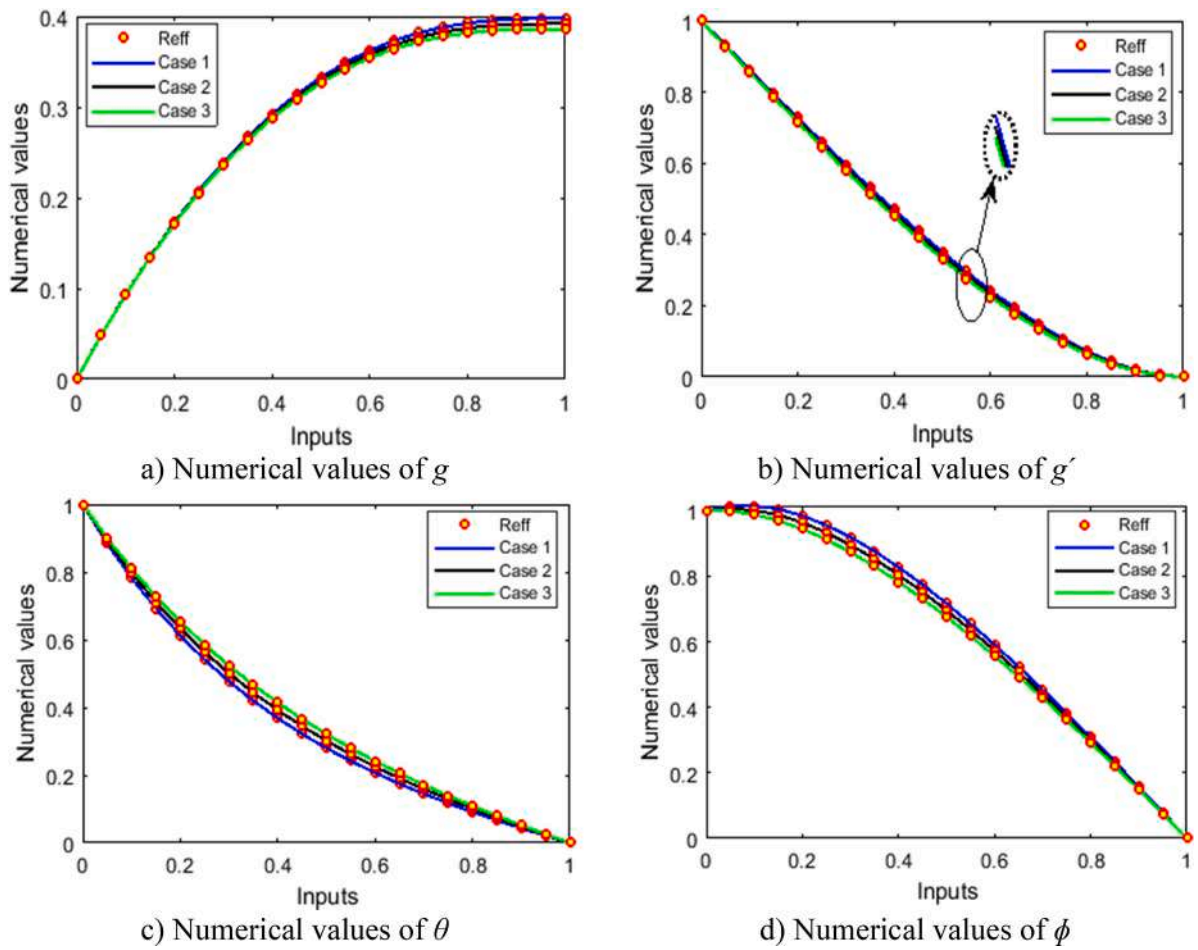 0.4
0.3
0.2
0.1
0
Numerical values
Reff
Case 1
Case 2
Case 3
0 0.2 0.4 0.6 0.8 1
Inputs
a) Numerical values of g
1
0.8
0.6
0.4
0.2
0
Numerical values
Reff
Case 1
Case 2
Case 3
0 0.2 0.4 0.6 0.8 1
Inputs
b) Numerical values of g´
1
0.8
0.6
0.4
0.2
0
Numerical values
Reff
Case 1
Case 2
Case 3
0 0.2 0.4 0.6 0.8 1
Inputs
c) Numerical values of θ
1
0.8
0.6
0.4
0.2
0
Numerical values
Reff
Case 1
Case 2
Case 3
0 0.2 0.4 0.6 0.8 1
Inputs
d) Numerical values of ϕ